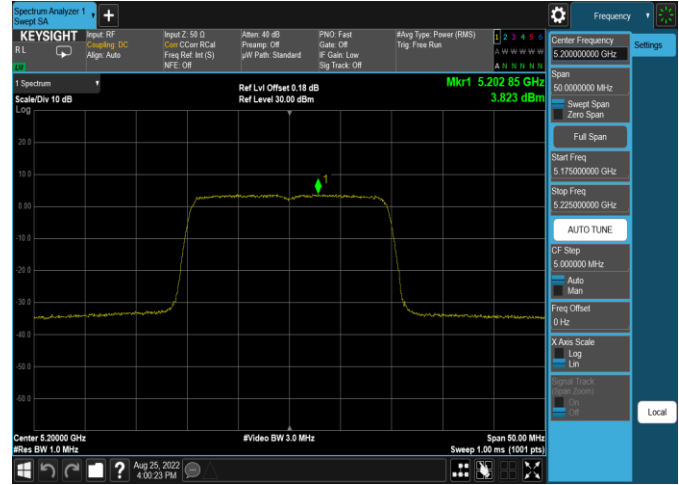 Spectrum Analyzer 1
Swept SA
Frequency
KEYSIGHT
R L
Input: RF
Coupling: DC
Align: Auto
Input Z: 50 Ω
Corr CCorr RCal
Freq Ref: Int (S)
NFE: Off
Atten: 40 dB
Preamp: Off
µW Path: Standard
PNO: Fast
Gate: Off
IF Gain: Low
Sig Track: Off
#Avg Type: Power (RMS)
Trig: Free Run
1 2 3 4 5 6
A W W W W W
A N N N N N
1 Spectrum
Scale/Div 10 dB
Log
Ref Lvl Offset 0.18 dB
Ref Level 30.00 dBm
Mkr1 5.202 85 GHz
3.823 dBm
20.0
10.0
0.00
-10.0
-20.0
-30.0
-40.0
-50.0
-60.0
1
Center 5.20000 GHz
#Res BW 1.0 MHz
#Video BW 3.0 MHz
Span 50.00 MHz
Sweep 1.00 ms (1001 pts)
Aug 25, 2022
4:00:23 PM
Center Frequency
5.200000000 GHz
Settings
Span
50.0000000 MHz
Swept Span
Zero Span
Full Span
Start Freq
5.175000000 GHz
Stop Freq
5.225000000 GHz
AUTO TUNE
CF Step
5.000000 MHz
Auto
Man
Freq Offset
0 Hz
X Axis Scale
Log
Lin
Signal Track
(Span Zoom)
On
Off
Local